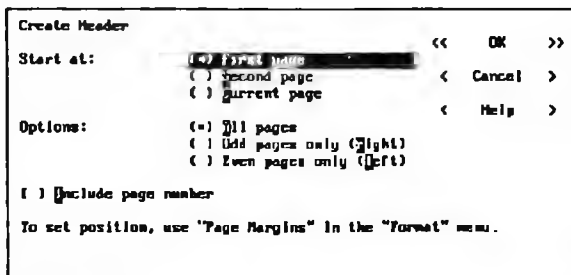 Create Header
<< OK >>
Start at: (•) First page
( ) Second page
< Cancel >
( ) Current page
< Help >
Options: (•) All pages
( ) Odd pages only (Right)
( ) Even pages only (Left)
[ ] Include page number
To set position, use "Page Margins" in the "Format" menu.